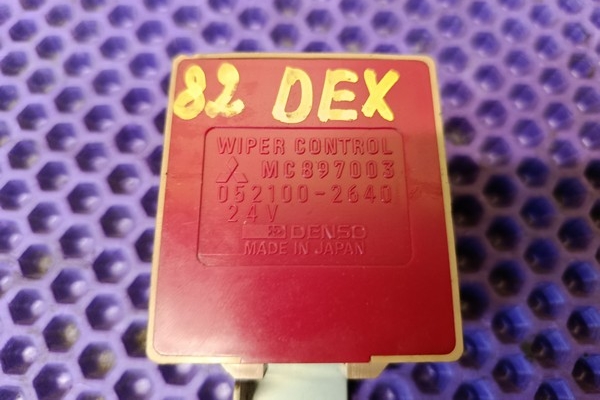 82 DEX
WIPER CONTROL
MC897003
052100-2640
24V
DENSO
MADE IN JAPAN